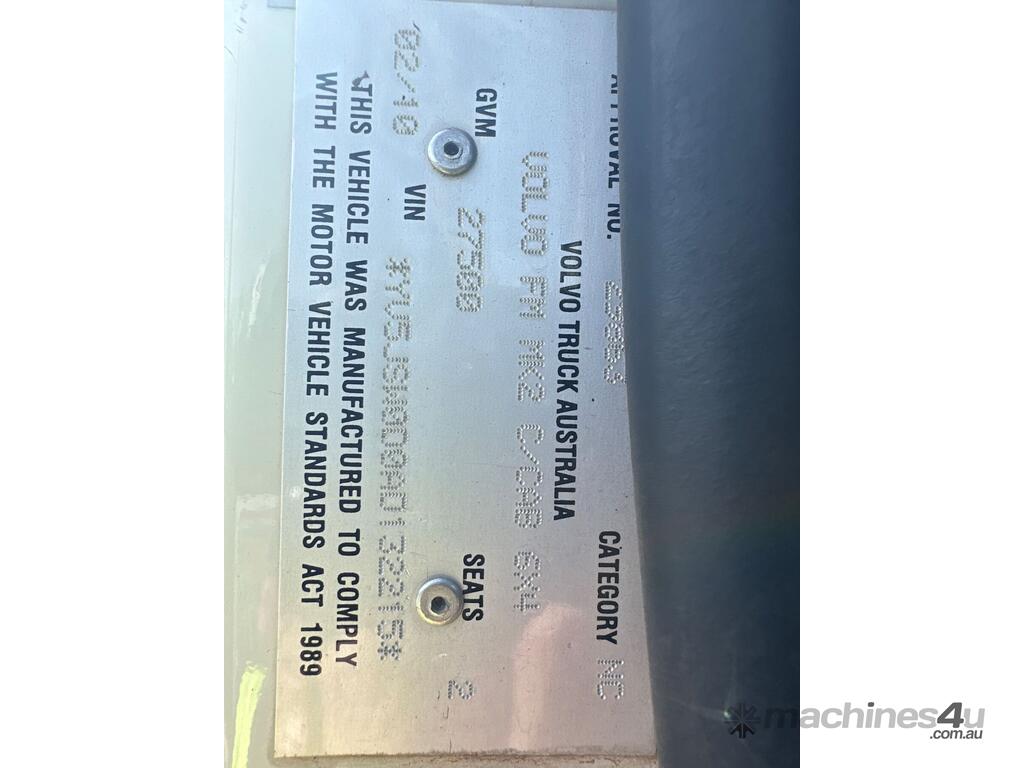 APPROVAL NO. CATEGORY NC
VOLVO TRUCK AUSTRALIA
VOLVO FM MK2 C/CAB 6X4
GVM 27500 SEATS 2
02/10 VIN
THIS VEHICLE WAS MANUFACTURED TO COMPLY
WITH THE MOTOR VEHICLE STANDARDS ACT 1989
machines4u
.com.au